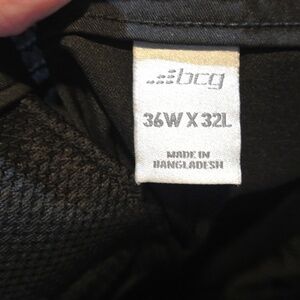 bcg
36W X 32L
MADE IN
BANGLADESH